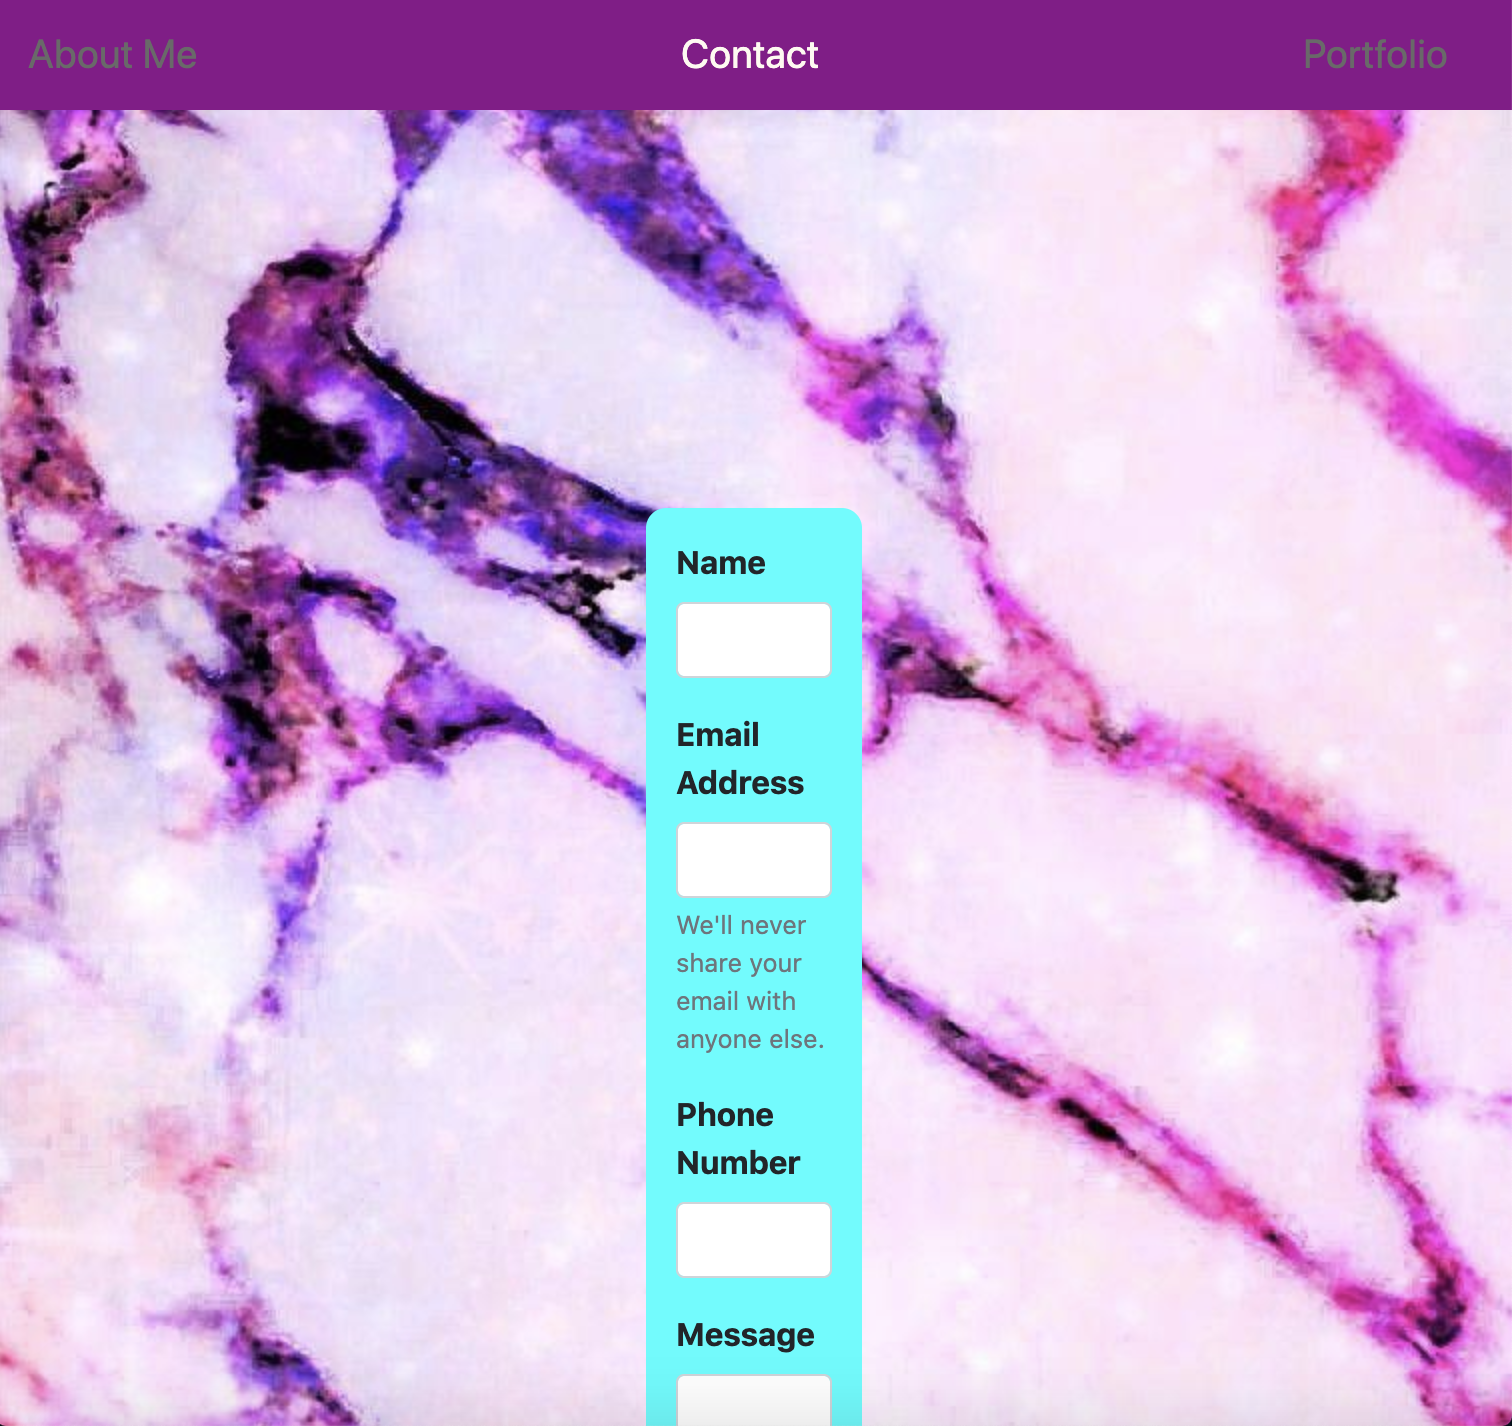 About Me
Contact
Portfolio
Name
Email
Address
We'll never
share your
email with
anyone else.
Phone
Number
Message